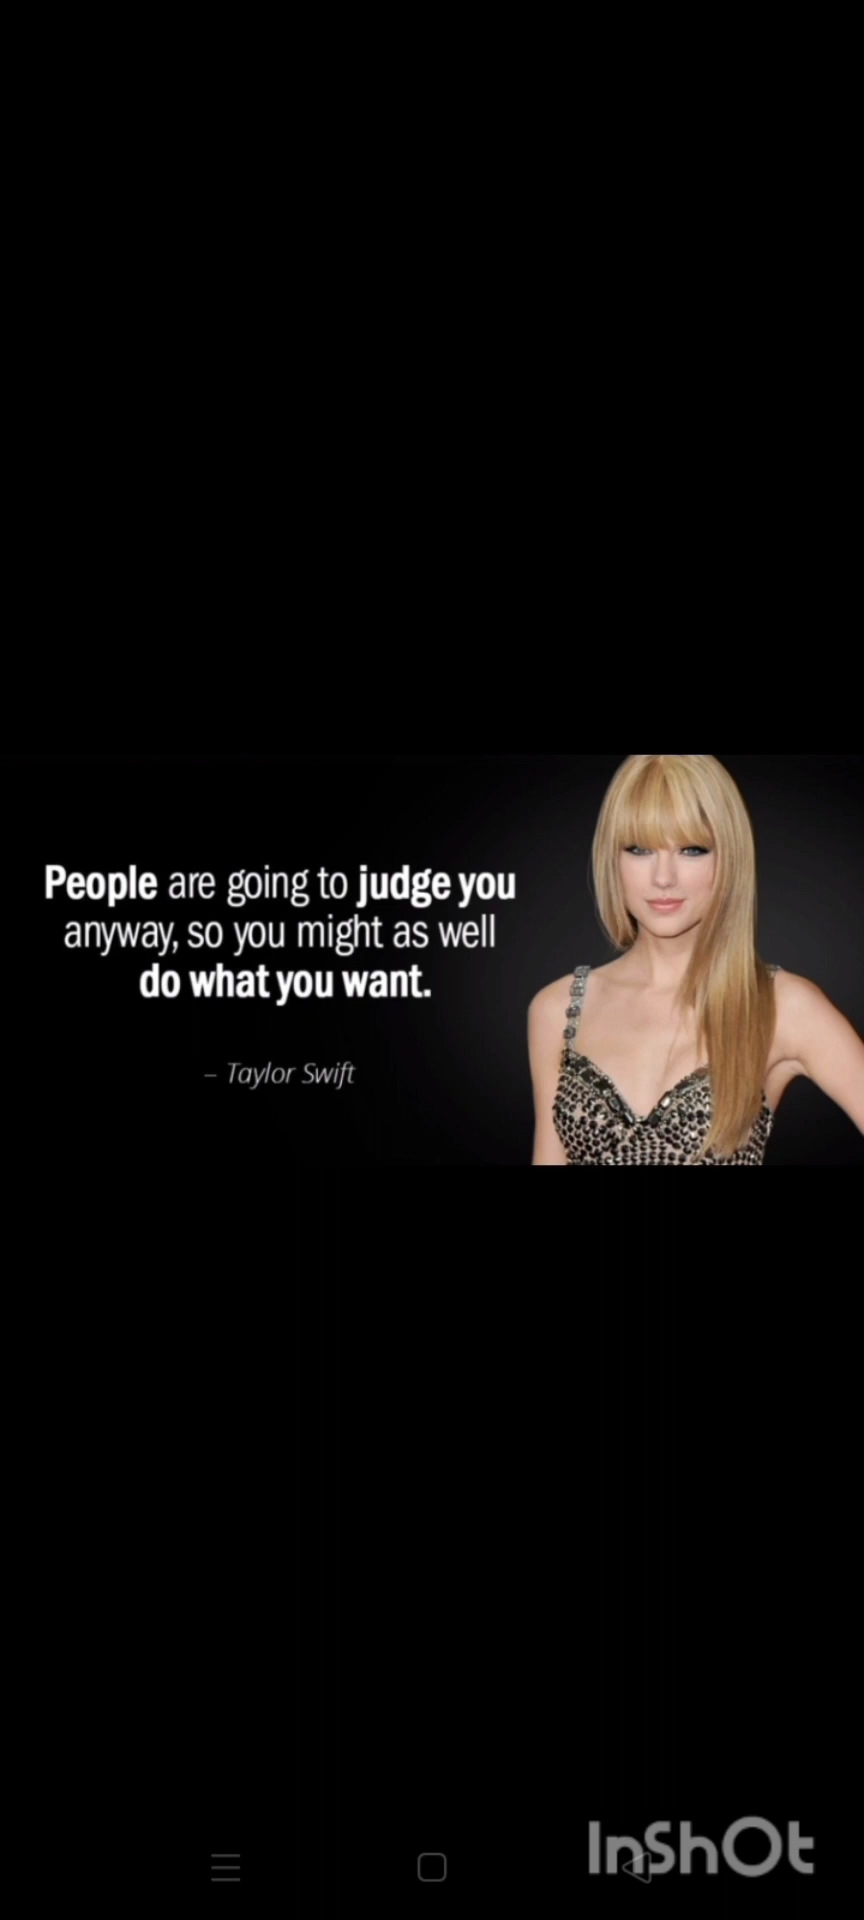 People are going to judge you
anyway, so you might as well
do what you want.
– Taylor Swift
InShOt